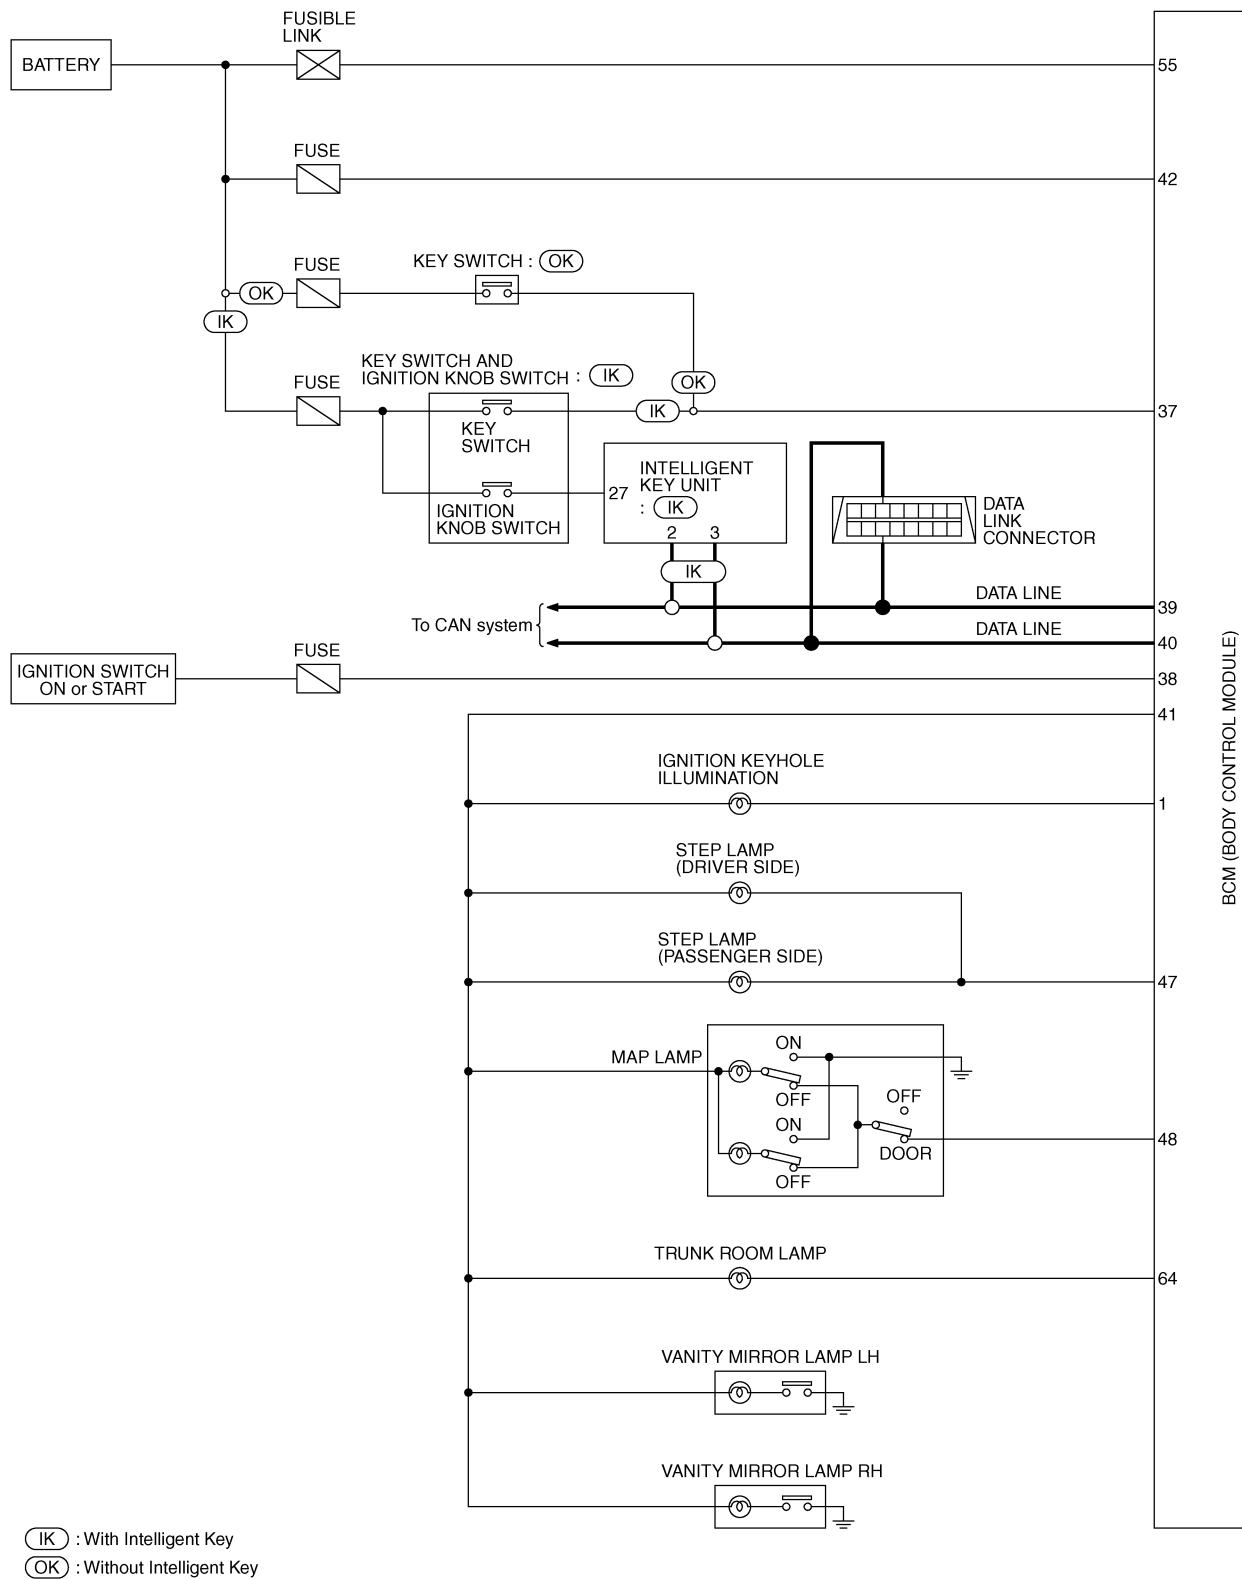 FUSIBLE
LINK
BATTERY
55
FUSE
42
KEY SWITCH : OK
FUSE
OK
IK
KEY SWITCH AND
IGNITION KNOB SWITCH : IK
FUSE
OK
IK
37
KEY
SWITCH
INTELLIGENT
KEY UNIT
: IK
27
2 3
IGNITION
KNOB SWITCH
DATA
LINK
CONNECTOR
IK
DATA LINE
39
To CAN system
DATA LINE
40
FUSE
IGNITION SWITCH
ON or START
38
41
BCM (BODY CONTROL MODULE)
IGNITION KEYHOLE
ILLUMINATION
1
STEP LAMP
(DRIVER SIDE)
STEP LAMP
(PASSENGER SIDE)
47
MAP LAMP
ON
OFF
OFF
ON
DOOR
48
OFF
TRUNK ROOM LAMP
64
VANITY MIRROR LAMP LH
VANITY MIRROR LAMP RH
IK : With Intelligent Key
OK : Without Intelligent Key